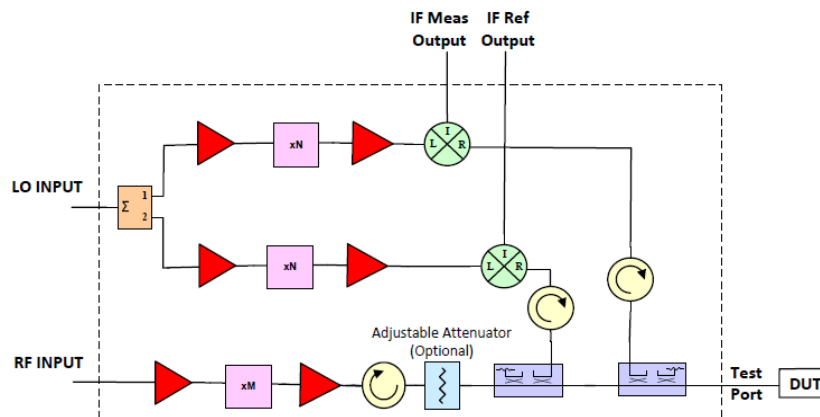 IF Meas
Output
IF Ref
Output
xN
L I R
LO INPUT
Σ 1
2
xN
L I R
Adjustable Attenuator
(Optional)
RF INPUT
xM
Test
Port
DUT